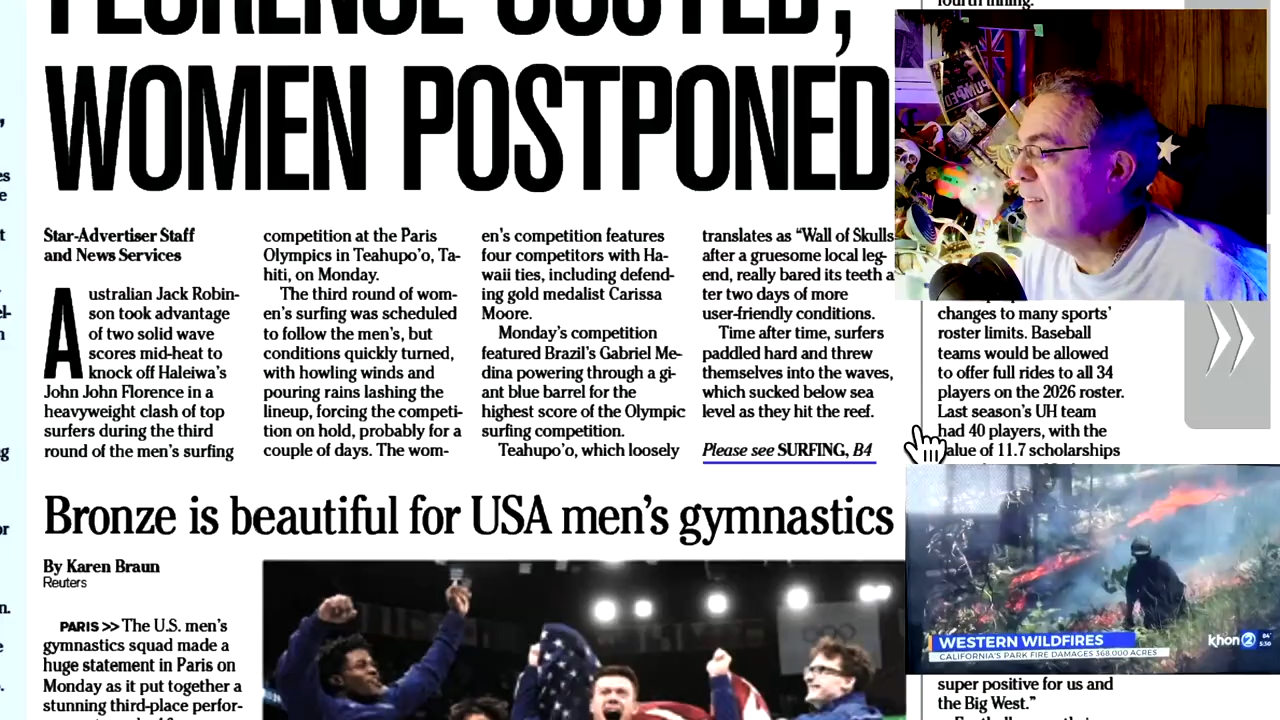 FLORENCE OUSTED,
WOMEN POSTPONED
Star-Advertiser Staff
and News Services
Australian Jack Robin-
son took advantage
of two solid wave
scores mid-heat to
knock off Haleiwa's
John John Florence in a
heavyweight clash of top
surfers during the third
round of the men's surfing
competition at the Paris
Olympics in Teahupo'o, Ta-
hiti, on Monday.
The third round of wom-
en's surfing was scheduled
to follow the men's, but
conditions quickly turned,
with howling winds and
pouring rains lashing the
lineup, forcing the competi-
tion on hold, probably for a
couple of days. The wom-
en's competition features
four competitors with Ha-
waii ties, including defend-
ing gold medalist Carissa
Moore.
Monday's competition
featured Brazil's Gabriel Me-
dina powering through a gi-
ant blue barrel for the
highest score of the Olympic
surfing competition.
Teahupo'o, which loosely
translates as “Wall of Skulls
after a gruesome local leg-
end, really bared its teeth a
ter two days of more
user-friendly conditions.
Time after time, surfers
paddled hard and threw
themselves into the waves,
which sucked below sea
level as they hit the reef.
Please see SURFING, B4
fourth inning.
changes to many sports'
roster limits. Baseball
teams would be allowed
to offer full rides to all 34
players on the 2026 roster.
Last season's UH team
had 40 players, with the
value of 11.7 scholarships
super positive for us and
the Big West.”
Bronze is beautiful for USA men's gymnastics
By Karen Braun
Reuters
PARIS >> The U.S. men's
gymnastics squad made a
huge statement in Paris on
Monday as it put together a
stunning third-place perfor-
PUMPED
WESTERN WILDFIRES
CALIFORNIA'S PARK FIRE DAMAGES 368,000 ACRES
khon 2
84°
5:30